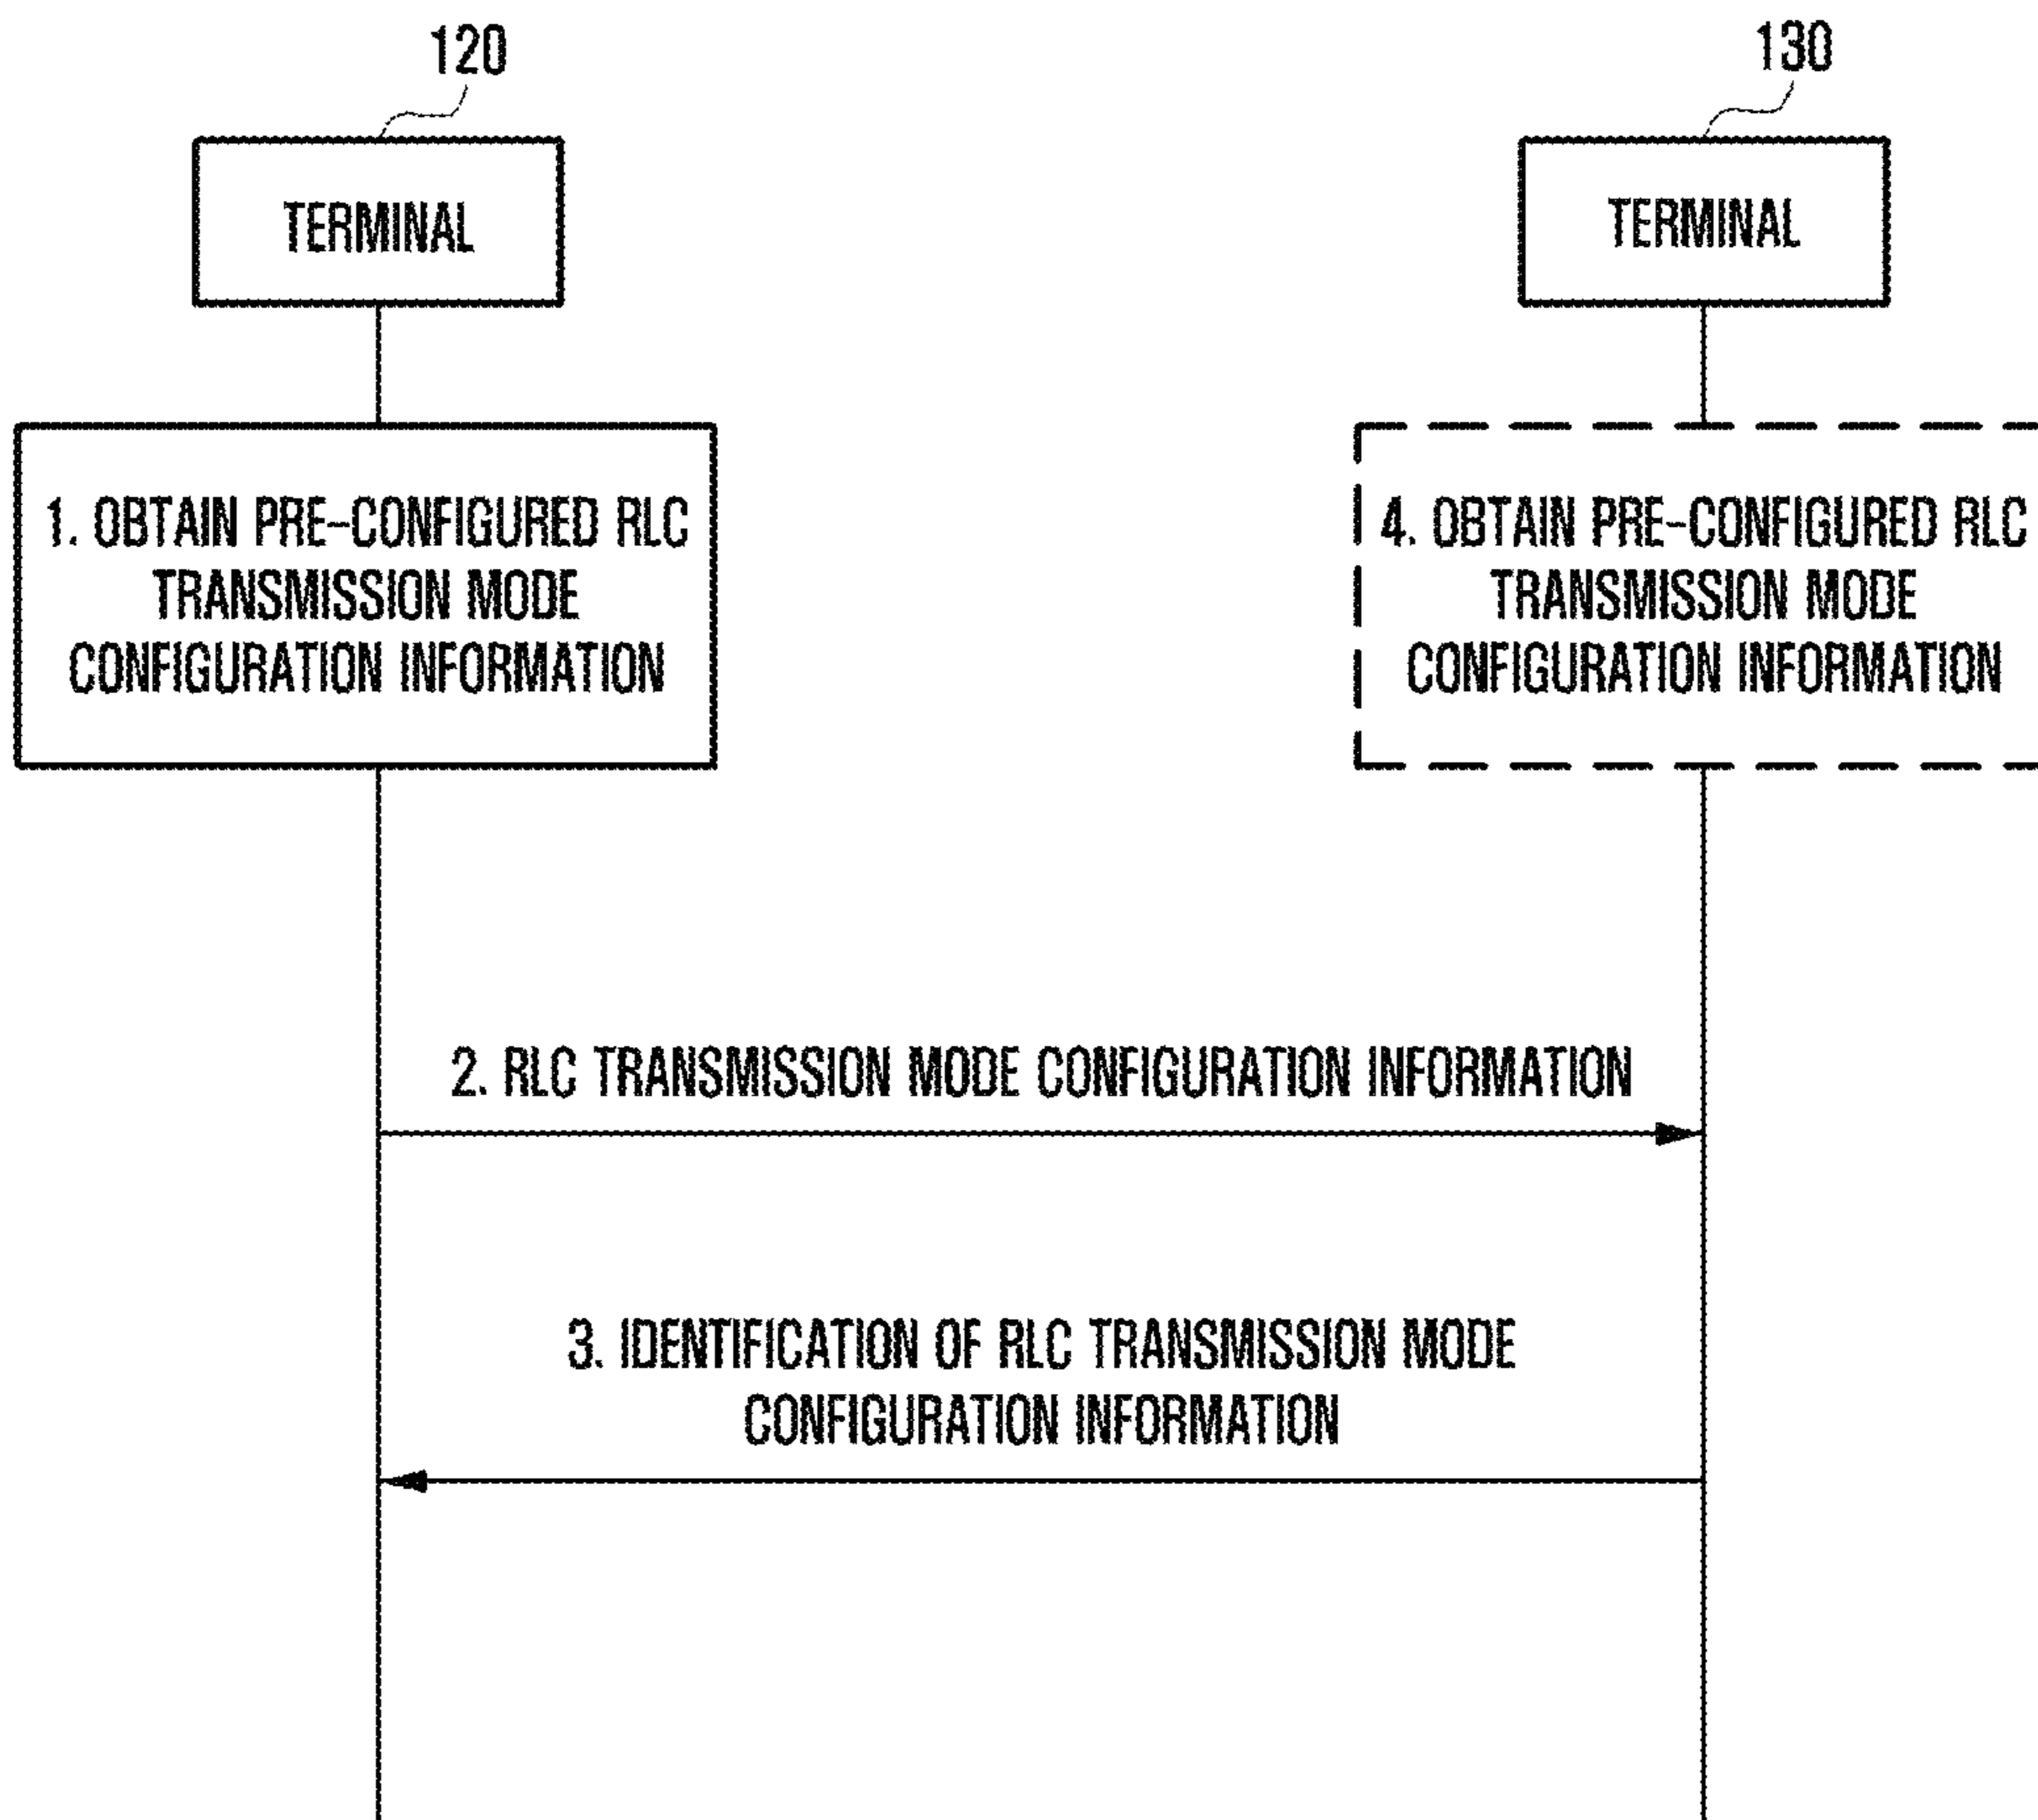 120
130
TERMINAL
TERMINAL
1. OBTAIN PRE-CONFIGURED RLC
TRANSMISSION MODE
CONFIGURATION INFORMATION
4. OBTAIN PRE-CONFIGURED RLC
TRANSMISSION MODE
CONFIGURATION INFORMATION
2. RLC TRANSMISSION MODE CONFIGURATION INFORMATION
3. IDENTIFICATION OF RLC TRANSMISSION MODE
CONFIGURATION INFORMATION